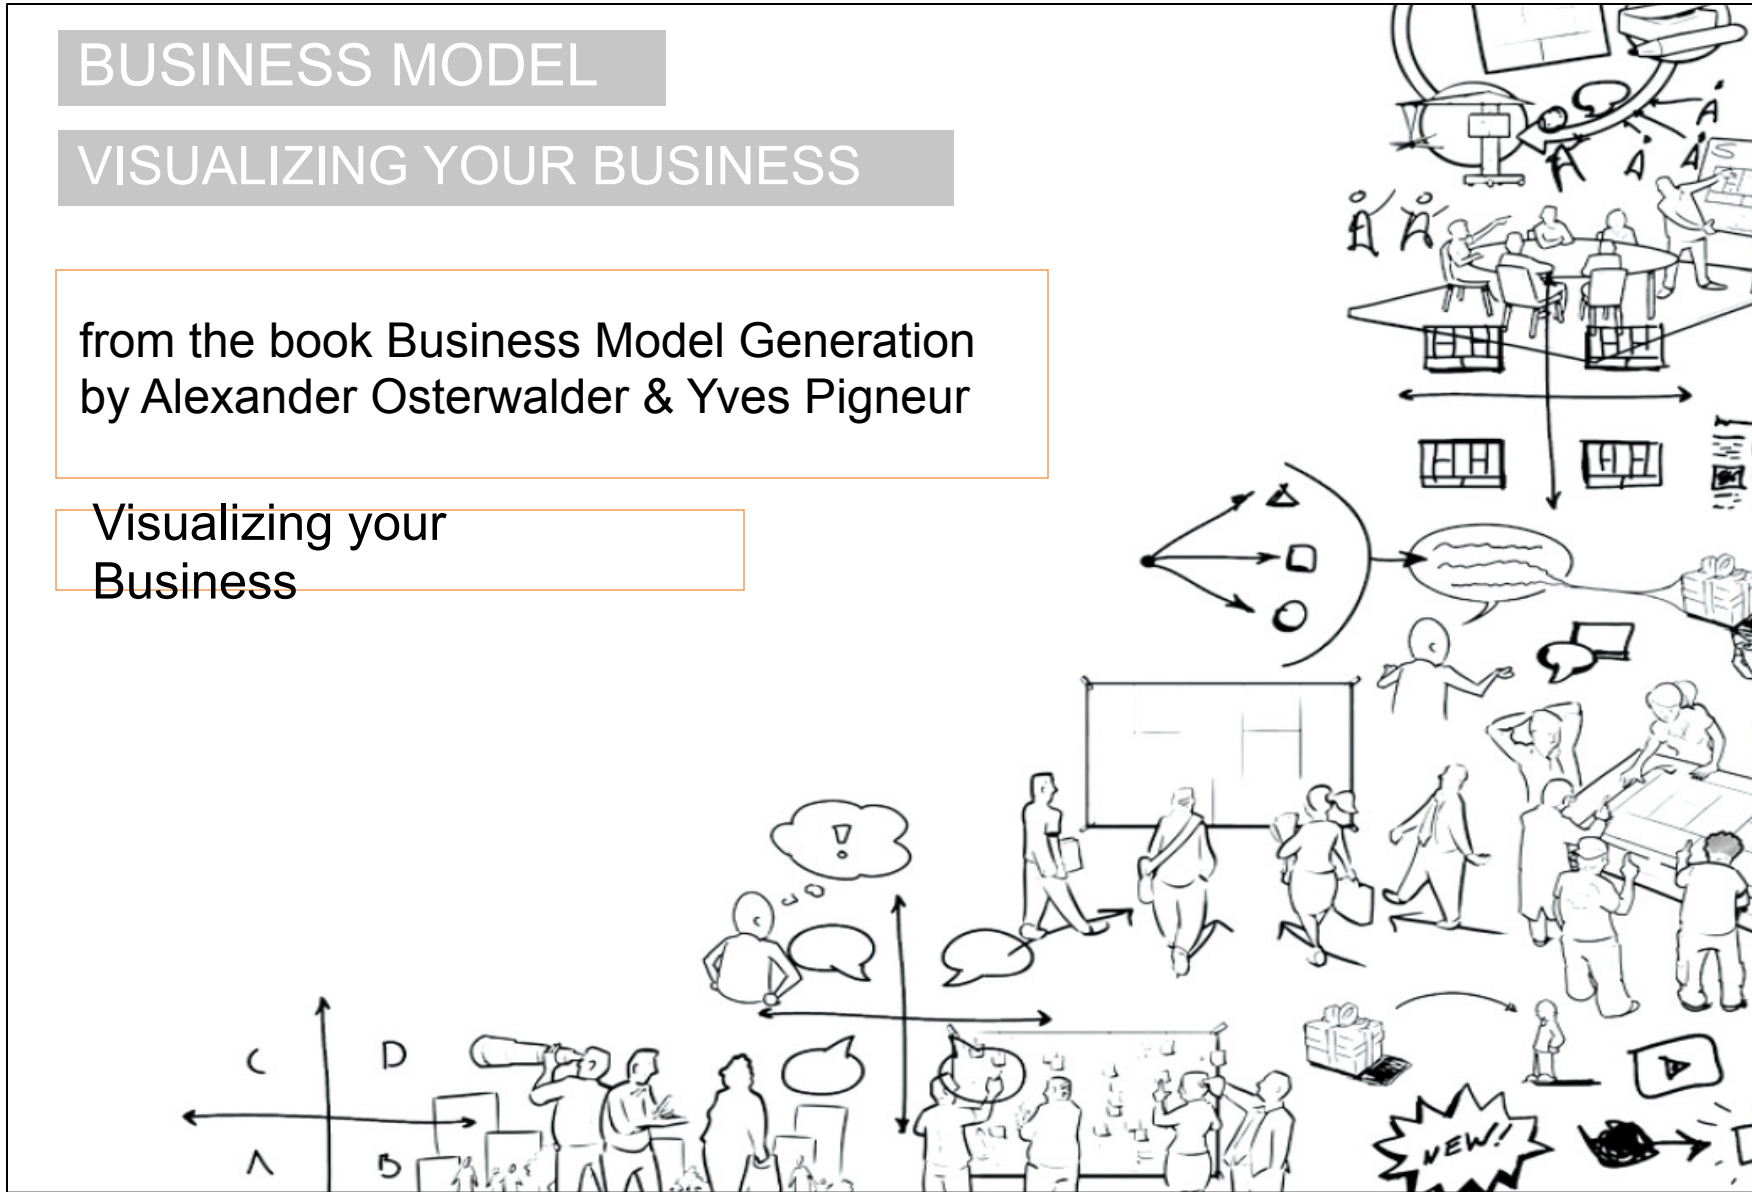 BUSINESS MODEL
VISUALIZING YOUR BUSINESS
from the book Business Model Generation
by Alexander Osterwalder & Yves Pigneur
Visualizing your
Business
!
C D
A B
NEW!